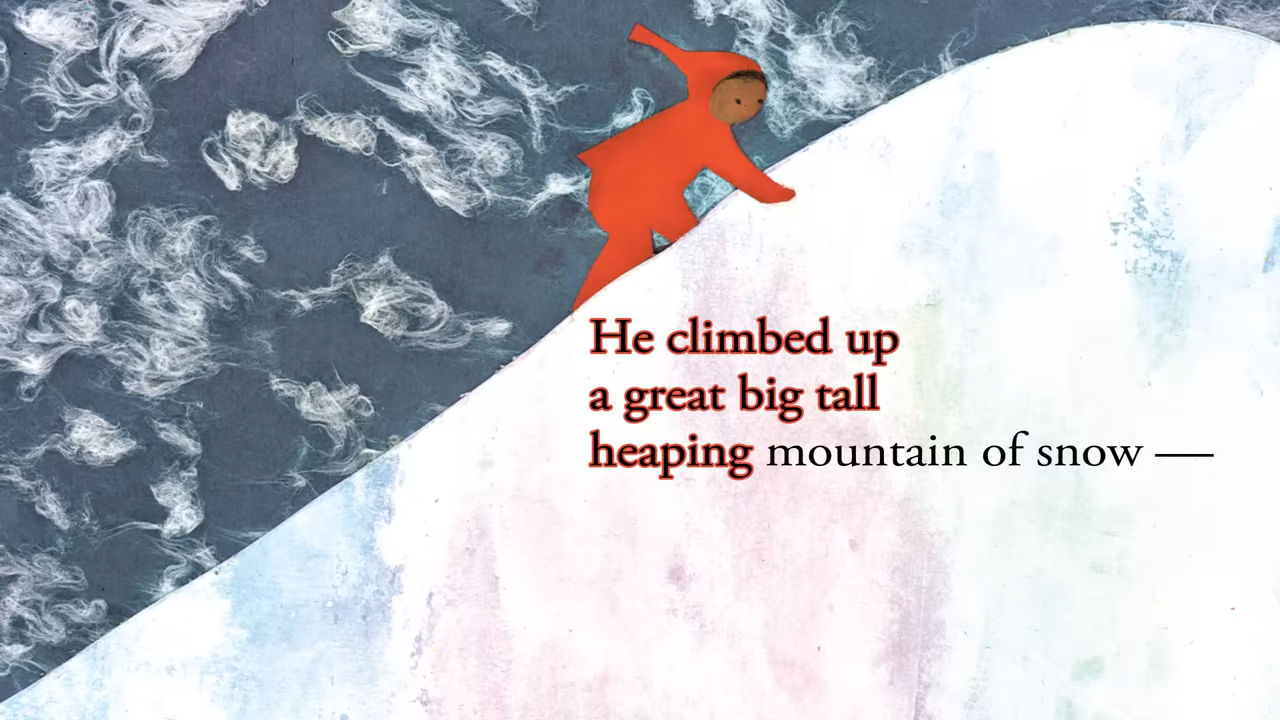 He climbed up
a great big tall
heaping mountain of snow —